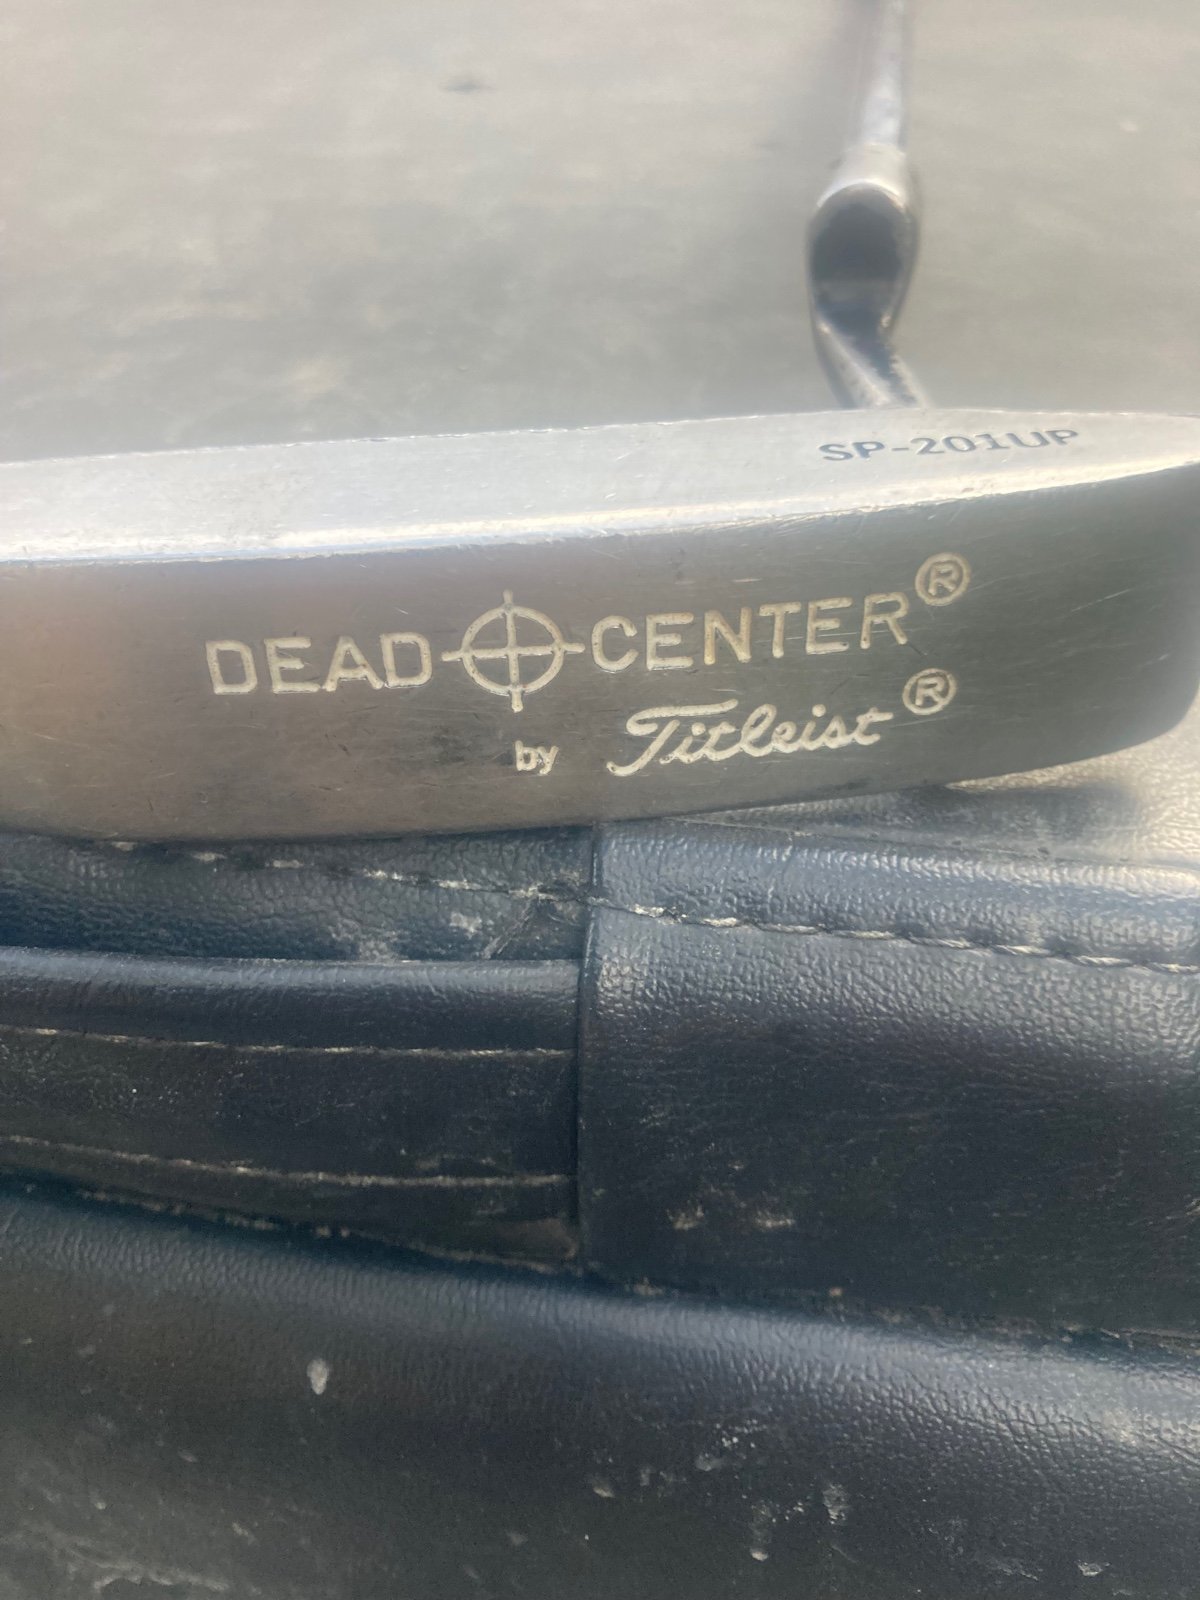 SP-201UP
DEAD CENTER®
by Titleist®